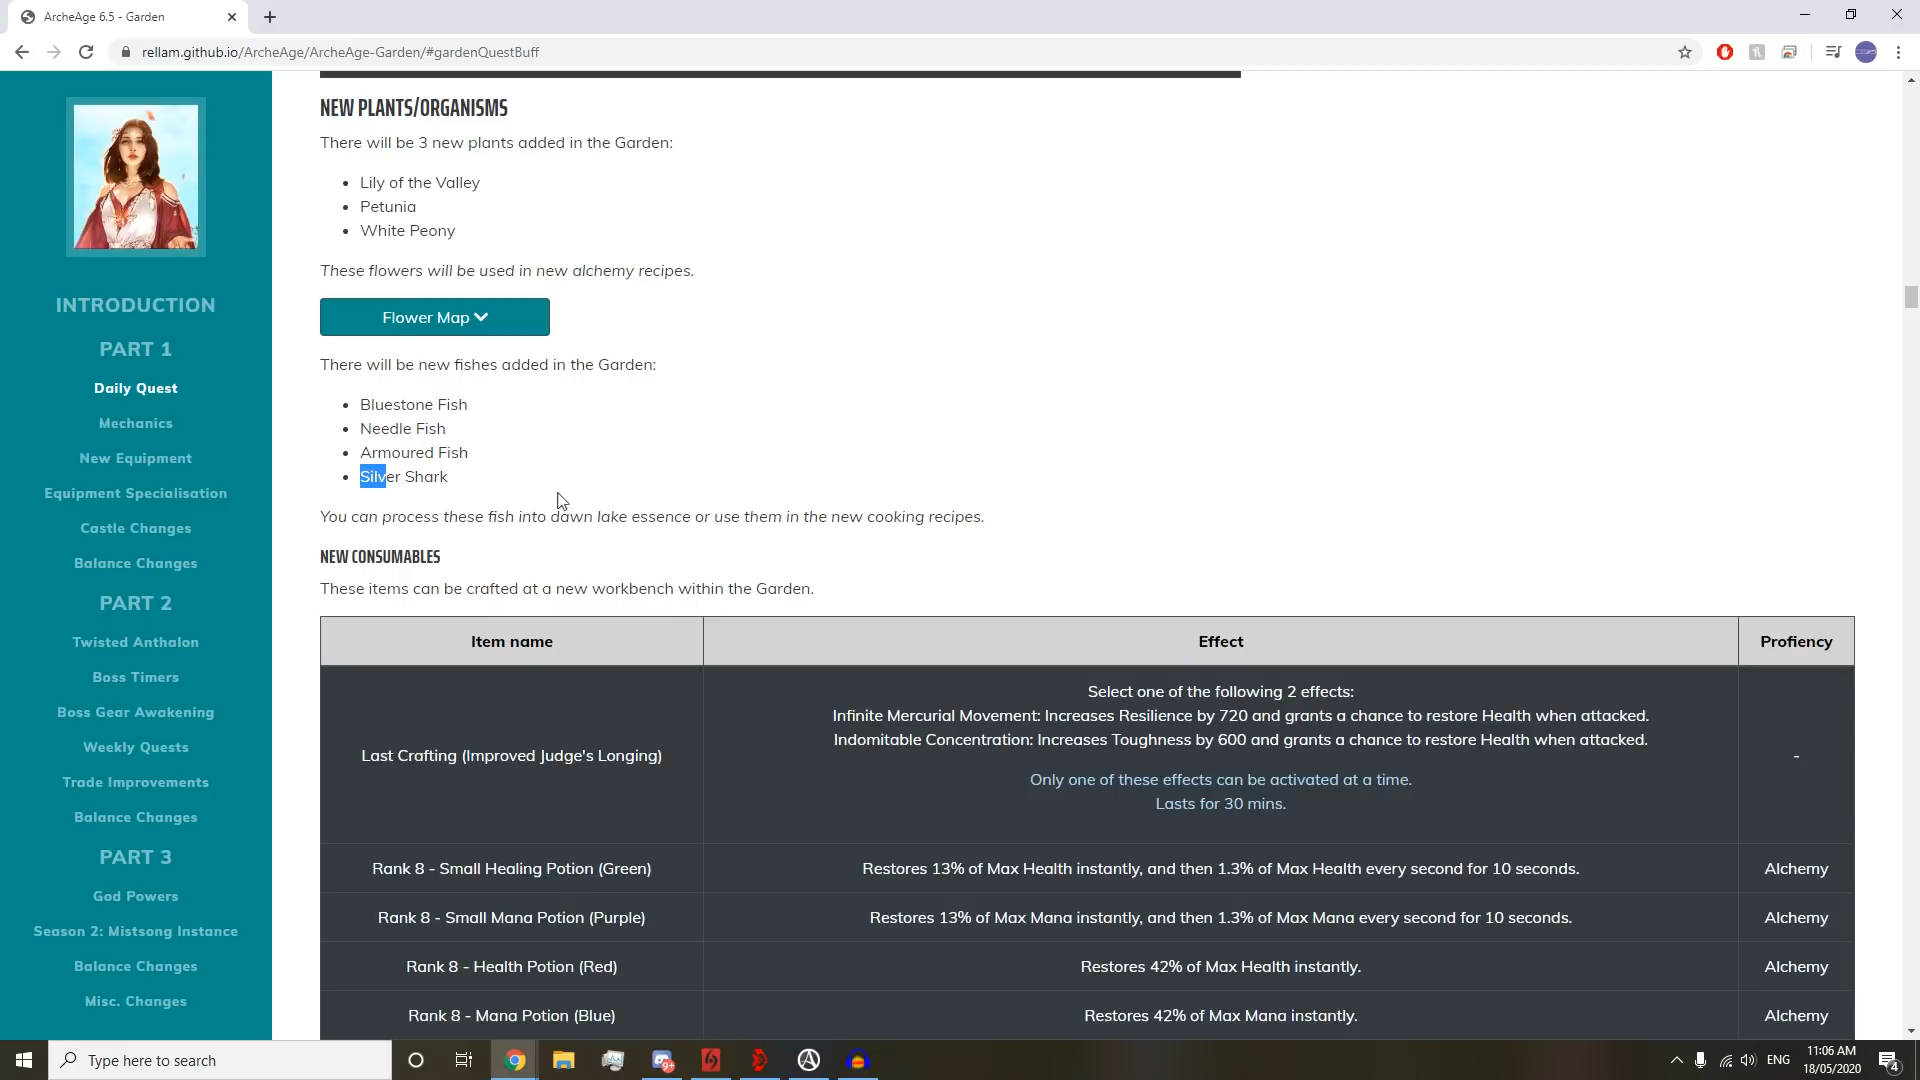 ArcheAge 6.5 - Garden
rellam.github.io/ArcheAge/ArcheAge-Garden/#gardenQuestBuff
INTRODUCTION
PART 1
Daily Quest
Mechanics
New Equipment
Equipment Specialisation
Castle Changes
Balance Changes
PART 2
Twisted Anthalon
Boss Timers
Boss Gear Awakening
Weekly Quests
Trade Improvements
Balance Changes
PART 3
God Powers
Season 2: Mistsong Instance
Balance Changes
Misc. Changes
NEW PLANTS/ORGANISMS
There will be 3 new plants added in the Garden:
• Lily of the Valley
• Petunia
• White Peony
These flowers will be used in new alchemy recipes.
Flower Map
There will be new fishes added in the Garden:
• Bluestone Fish
• Needle Fish
• Armoured Fish
• Silver Shark
You can process these fish into dawn lake essence or use them in the new cooking recipes.
NEW CONSUMABLES
These items can be crafted at a new workbench within the Garden.
Item name Effect Profiency
Select one of the following 2 effects:
Infinite Mercurial Movement: Increases Resilience by 720 and grants a chance to restore Health when attacked.
Indomitable Concentration: Increases Toughness by 600 and grants a chance to restore Health when attacked.
Last Crafting (Improved Judge's Longing) -
Only one of these effects can be activated at a time.
Lasts for 30 mins.
Rank 8 - Small Healing Potion (Green) Restores 13% of Max Health instantly, and then 1.3% of Max Health every second for 10 seconds. Alchemy
Rank 8 - Small Mana Potion (Purple) Restores 13% of Max Mana instantly, and then 1.3% of Max Mana every second for 10 seconds. Alchemy
Rank 8 - Health Potion (Red) Restores 42% of Max Health instantly. Alchemy
Rank 8 - Mana Potion (Blue) Restores 42% of Max Mana instantly. Alchemy
Type here to search
ENG
11:06 AM
18/05/2020
4